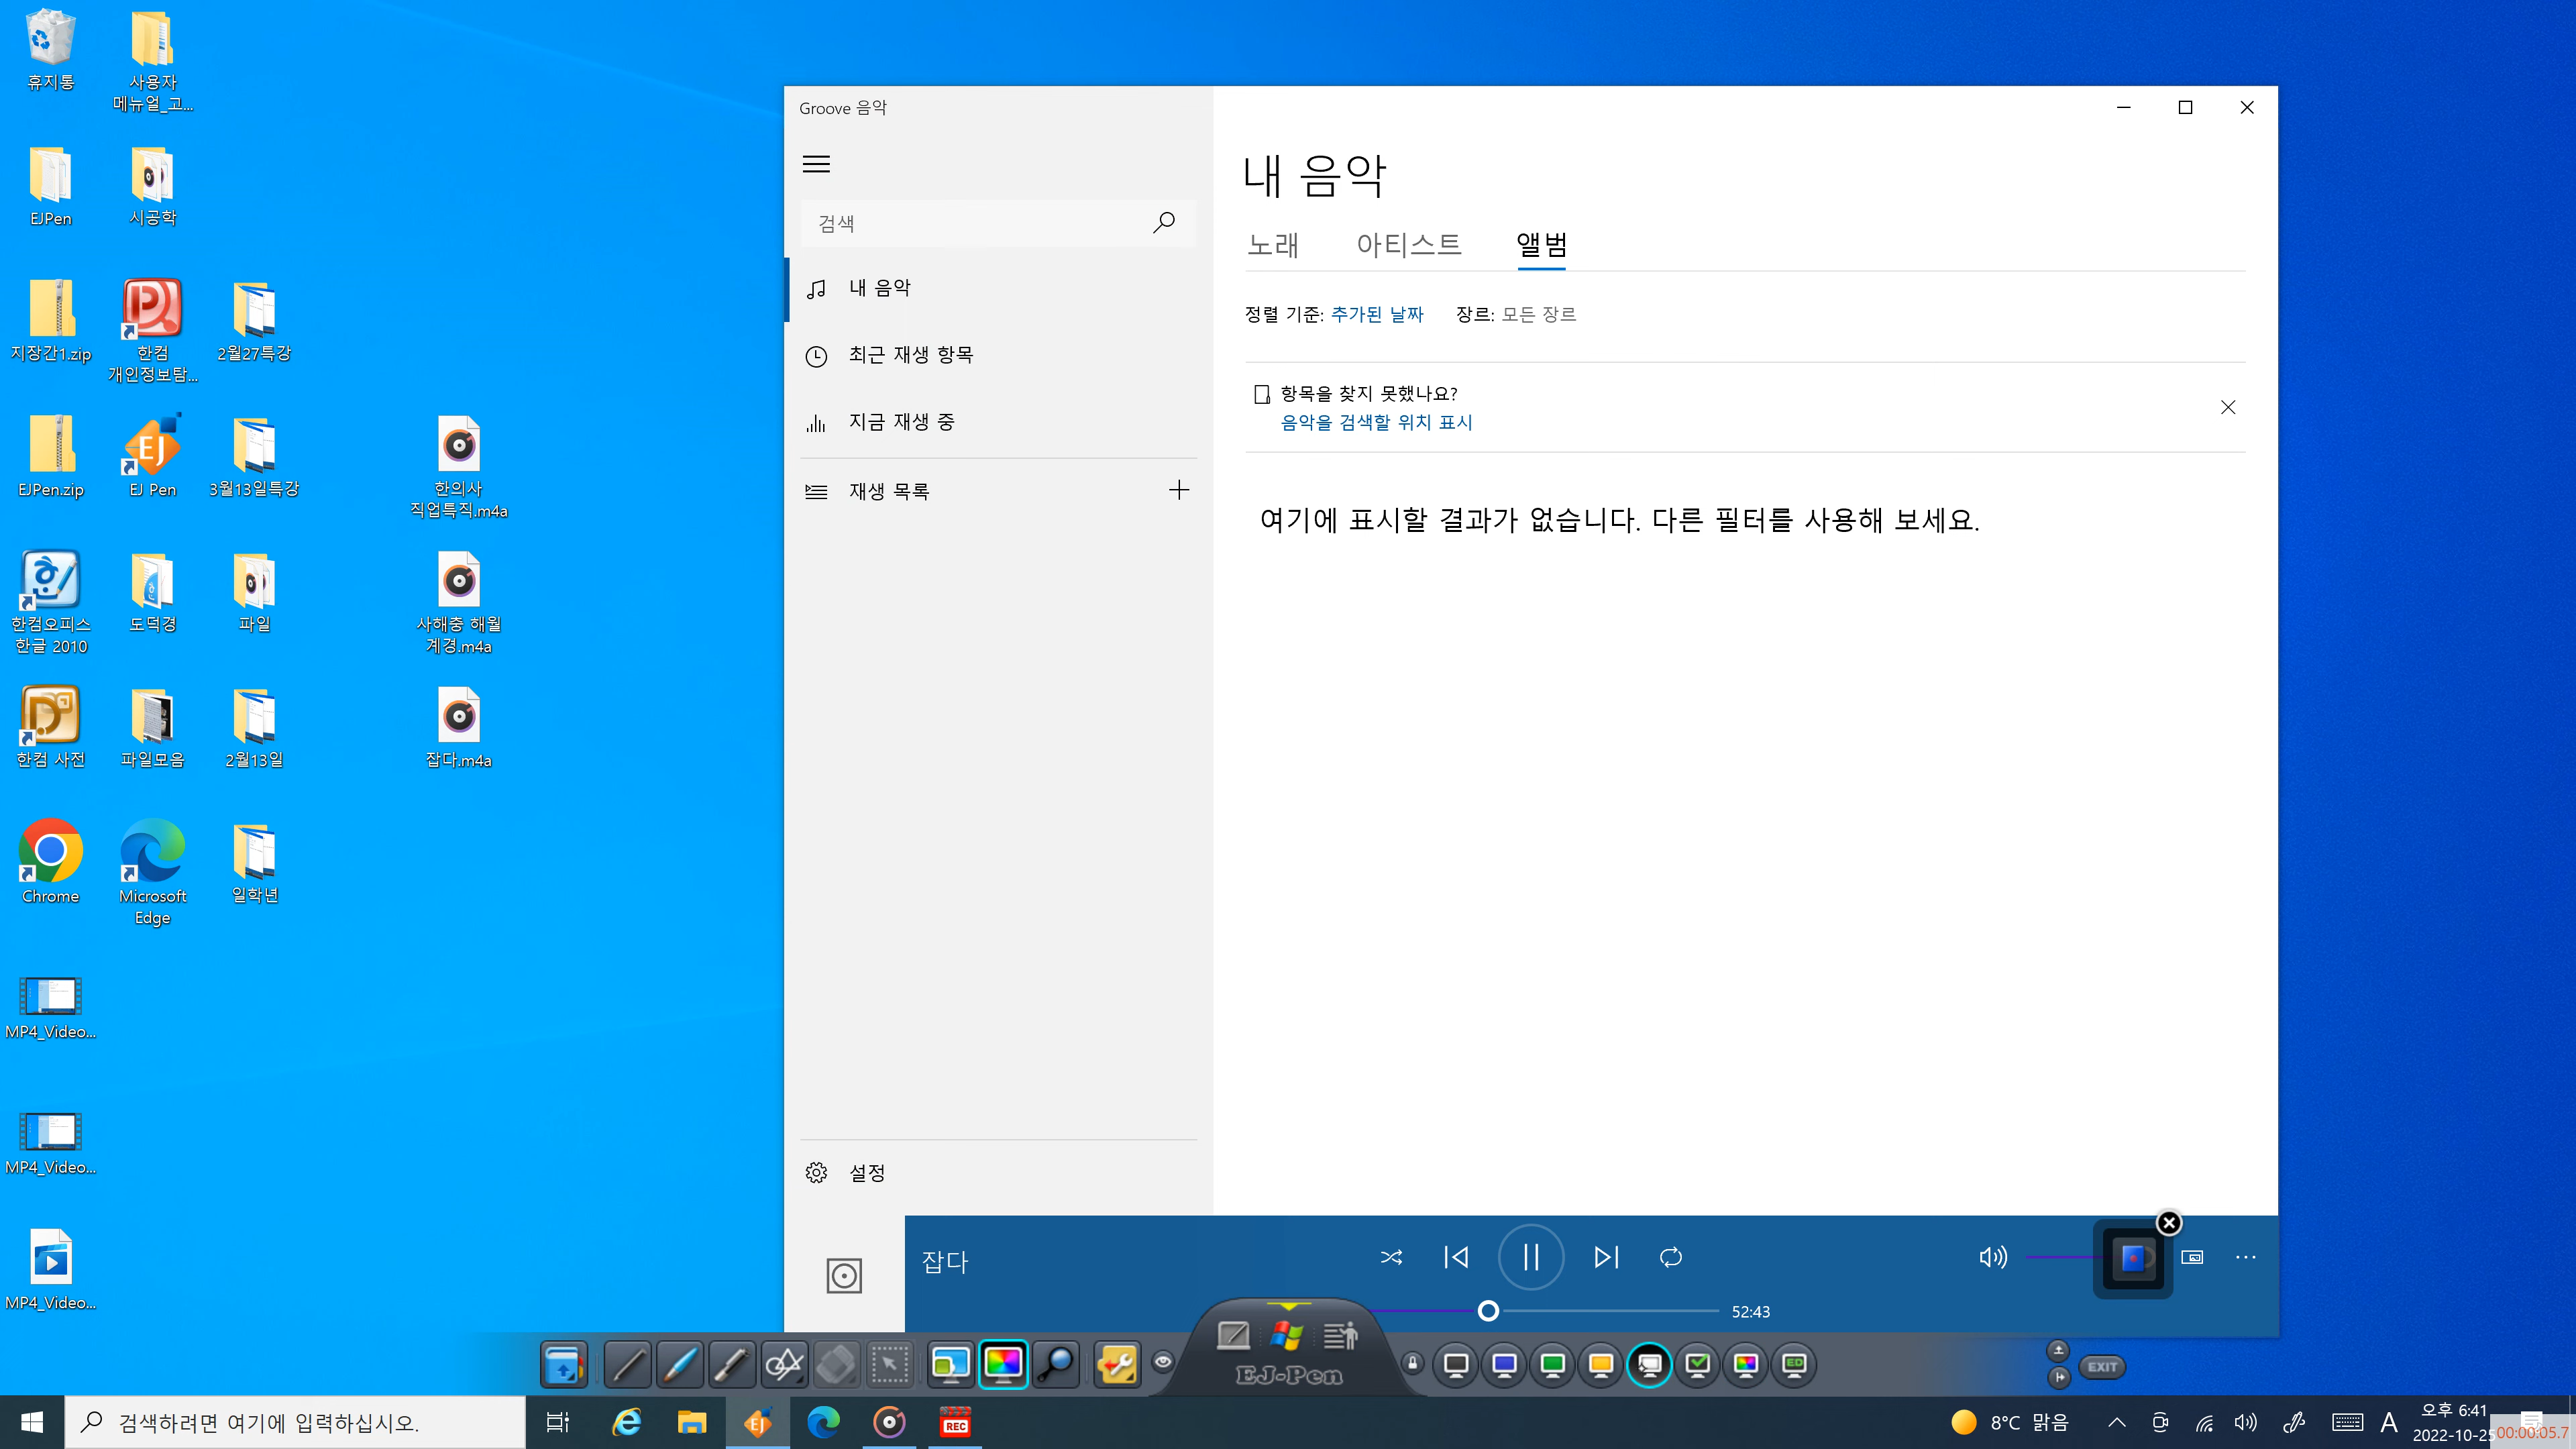 휴지통
사용자
메뉴얼_고...
EJPen
시공학
지장간1.zip
한컴
개인정보탐...
2월27특강
EJPen.zip
EJ Pen
3월13일특강
한의사
직업특직.m4a
한컴오피스
한글 2010
도덕경
파일
사해충 해월
계경.m4a
한컴 사전
파일모음
2월13일
잡다.m4a
Chrome
Microsoft
Edge
일학년
MP4_Video...
MP4_Video...
MP4_Video...
Groove 음악
검색
내 음악
최근 재생 항목
지금 재생 중
재생 목록
설정
내 음악
노래 아티스트 앨범
정렬 기준: 추가된 날짜 장르: 모든 장르
항목을 찾지 못했나요?
음악을 검색할 위치 표시
여기에 표시할 결과가 없습니다. 다른 필터를 사용해 보세요.
잡다
52:43
EJ-Pen
ED
EXIT
검색하려면 여기에 입력하십시오.
EJ
REC
8°C 맑음
A
오후 6:41
2022-10-25
00:00:05.7